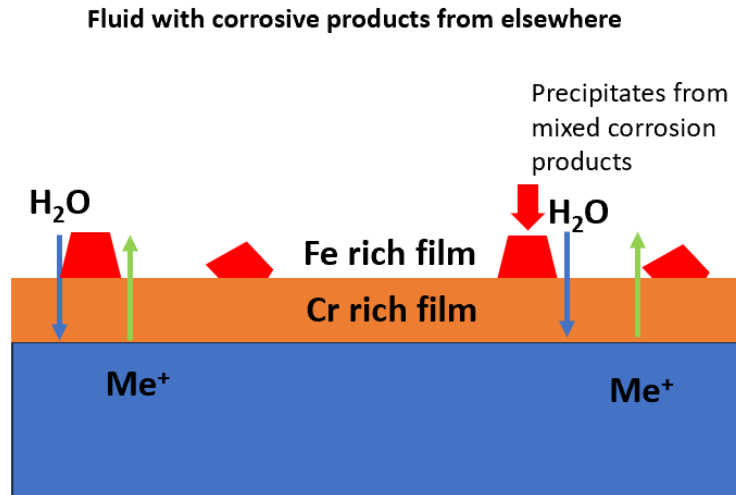 Fluid with corrosive products from elsewhere
Precipitates from
mixed corrosion
products
H₂O
H₂O
Fe rich film
Cr rich film
Me⁺
Me⁺